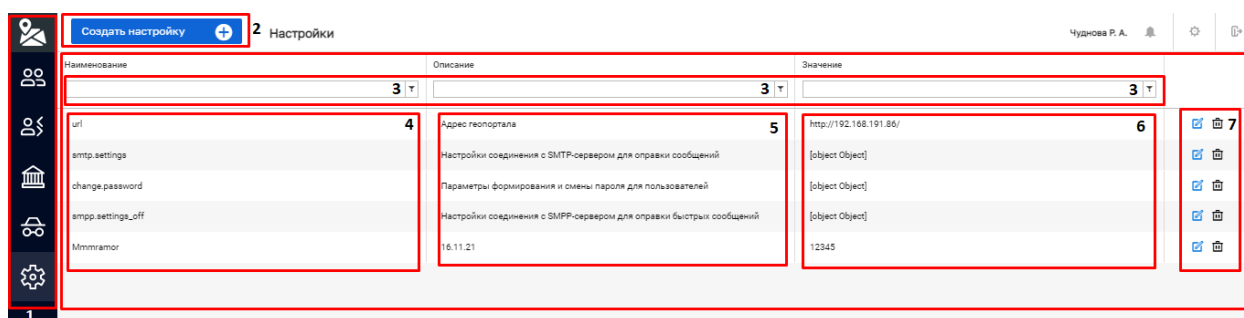 Создать настройку 2 Настройки Чуднова Р. А.
Наименование Описание Значение
3 3 3
url 4 Адрес геопортала 5 http://192.168.191.86/ 6 7
smtp.settings Настройки соединения с SMTP-сервером для оправки сообщений [object Object]
change.password Параметры формирования и смены пароля для пользователей [object Object]
smpp.settings_off Настройки соединения с SMPP-сервером для оправки быстрых сообщений [object Object]
Mmmramor 16.11.21 12345
1